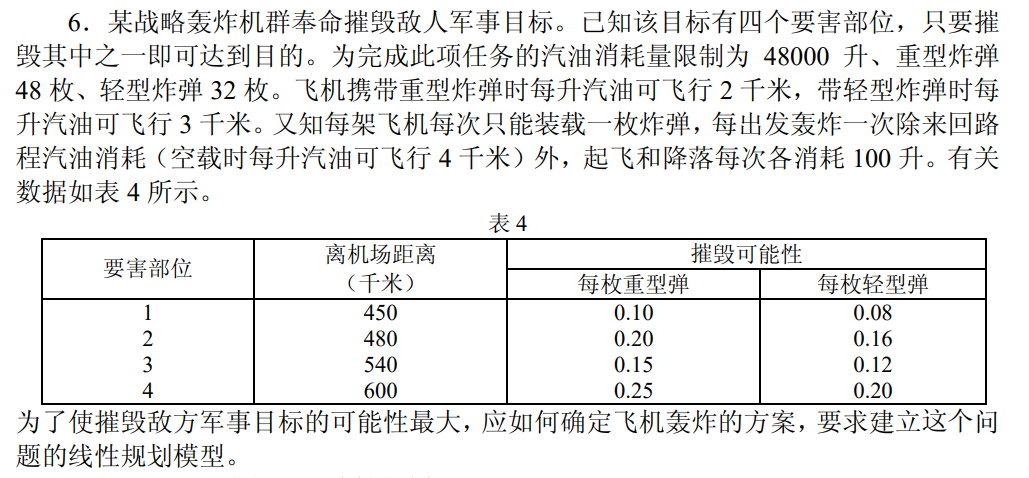 6．某战略轰炸机群奉命摧毁敌人军事目标。已知该目标有四个要害部位，只要摧
毁其中之一即可达到目的。为完成此项任务的汽油消耗量限制为 48000 升、重型炸弹
48 枚、轻型炸弹 32 枚。飞机携带重型炸弹时每升汽油可飞行 2 千米，带轻型炸弹时每
升汽油可飞行 3 千米。又知每架飞机每次只能装载一枚炸弹，每出发轰炸一次除来回路
程汽油消耗（空载时每升汽油可飞行 4 千米）外，起飞和降落每次各消耗 100 升。有关
数据如表 4 所示。
表 4
要害部位 离机场距离（千米） 摧毁可能性
每枚重型弹 每枚轻型弹
1 450 0.10 0.08
2 480 0.20 0.16
3 540 0.15 0.12
4 600 0.25 0.20
为了使摧毁敌方军事目标的可能性最大，应如何确定飞机轰炸的方案，要求建立这个问
题的线性规划模型。